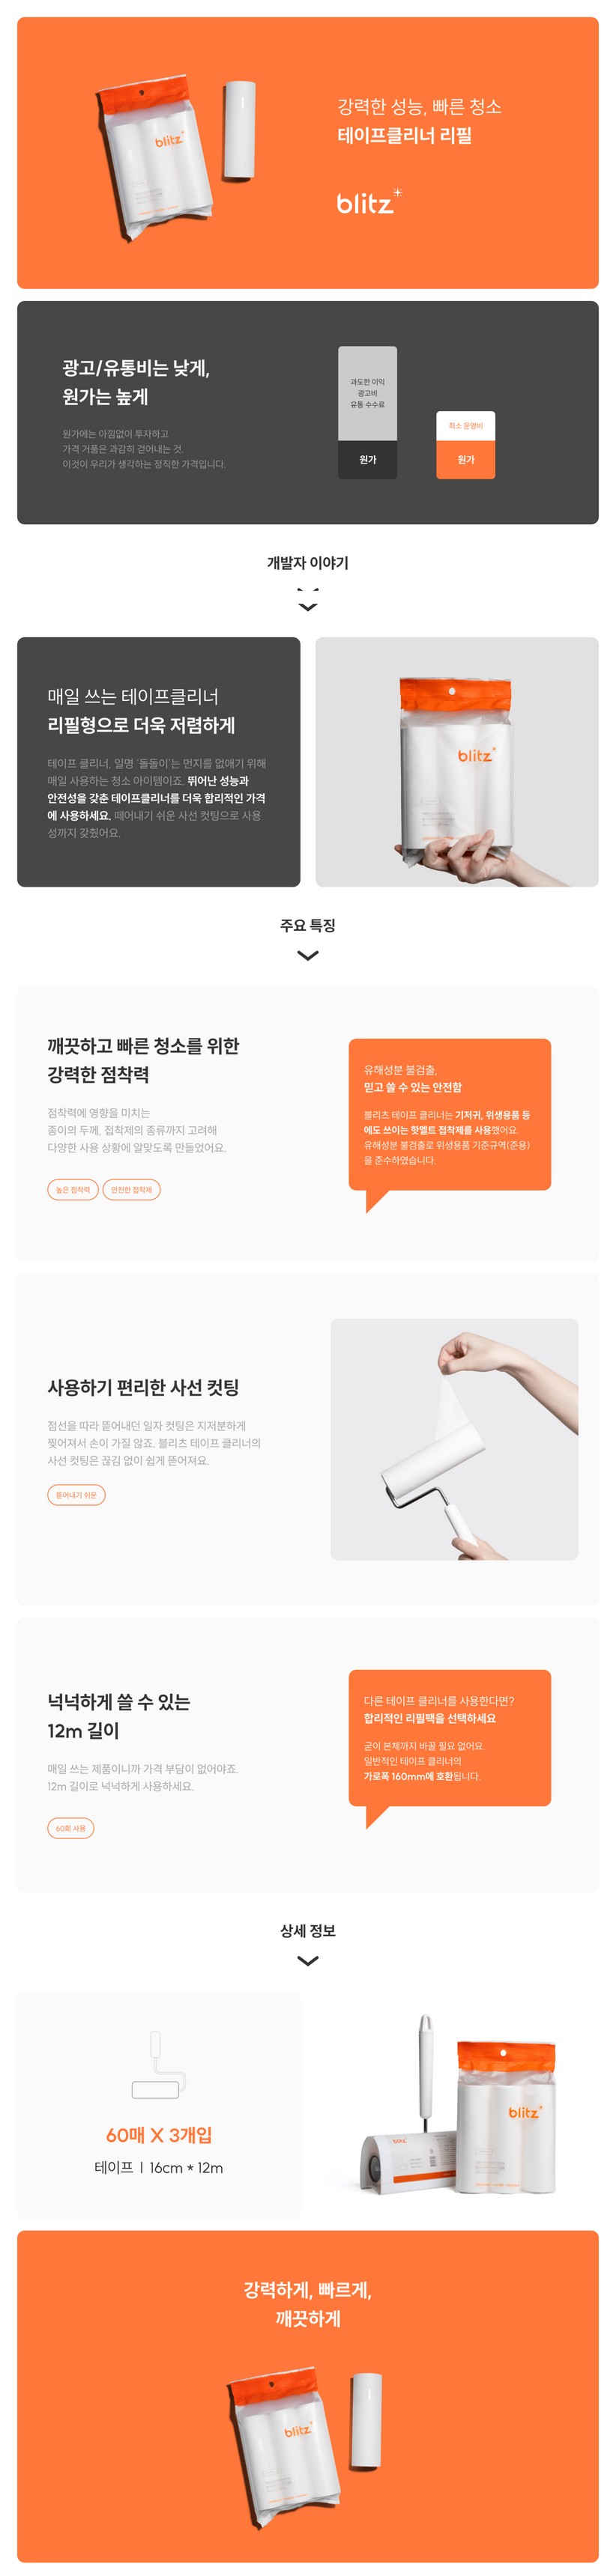 강력한 성능, 빠른 청소
테이프클리너 리필
blitz
blitz
광고/유통비는 낮게,
원가는 높게
원가에는 아낌없이 투자하고
가격 거품은 과감히 걷어내는 것.
이것이 우리가 생각하는 정직한 가격입니다.
과도한 이익
광고비
유통 수수료
원가
최소 운영비
원가
개발자 이야기
매일 쓰는 테이프클리너
리필형으로 더욱 저렴하게
테이프 클리너, 일명 '돌돌이'는 먼지를 없애기 위해
매일 사용하는 청소 아이템이죠. 뛰어난 성능과
안전성을 갖춘 테이프클리너를 더욱 합리적인 가격
에 사용하세요. 떼어내기 쉬운 사선 컷팅으로 사용
성까지 갖췄어요.
blitz
주요 특징
깨끗하고 빠른 청소를 위한
강력한 점착력
점착력에 영향을 미치는
종이의 두께, 접착제의 종류까지 고려해
다양한 사용 상황에 알맞도록 만들었어요.
높은 점착력
안전한 접착제
유해성분 불검출,
믿고 쓸 수 있는 안전함
블리츠 테이프 클리너는 기저귀, 위생용품 등
에도 쓰이는 핫멜트 접착제를 사용했어요.
유해성분 불검출로 위생용품 기준규역(준용)
을 준수하였습니다.
사용하기 편리한 사선 컷팅
점선을 따라 뜯어내던 일자 컷팅은 지저분하게
찢어져서 손이 가질 않죠. 블리츠 테이프 클리너의
사선 컷팅은 끊김 없이 쉽게 뜯어져요.
뜯어내기 쉬운
넉넉하게 쓸 수 있는
12m 길이
매일 쓰는 제품이니까 가격 부담이 없어야죠.
12m 길이로 넉넉하게 사용하세요.
60회 사용
다른 테이프 클리너를 사용한다면?
합리적인 리필팩을 선택하세요
굳이 본체까지 바꿀 필요 없어요.
일반적인 테이프 클리너의
가로폭 160mm에 호환됩니다.
상세 정보
60매 X 3개입
테이프 | 16cm * 12m
blitz
blitz
강력하게, 빠르게,
깨끗하게
blitz